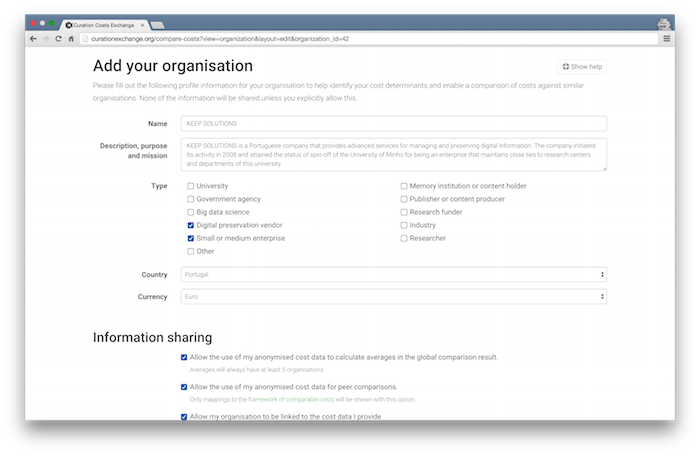 Curation Costs Exchange
curationexchange.org/compare-costs?view=organization&layout=edit&organization_id=42
Add your organisation
Show help
Please fill out the following profile information for your organisation to help identify your cost determinants and enable a comparison of costs against similar
organisations. None of the information will be shared unless you explicitly allow this.
Name
KEEP SOLUTIONS
Description, purpose
and mission
KEEP SOLUTIONS is a Portuguese company that provides advanced services for managing and preserving digital information. The company initiated
its activity in 2008 and attained the status of spin-off of the University of Minho for being an enterprise that maintains close ties to research-centers
and departments of this university.
Type
University
Memory institution or content holder
Government agency
Publisher or content producer
Big data science
Research funder
Digital preservation vendor
Industry
Small or medium enterprise
Researcher
Other
Country
Portugal
Currency
Euro
Information sharing
Allow the use of my anonymised cost data to calculate averages in the global comparison result.
Averages will always have at least 5 organisations.
Allow the use of my anonymised cost data for peer comparisons.
Only mappings to the framework of comparable costs will be shown with this option.
Allow my organisation to be linked to the cost data I provide.